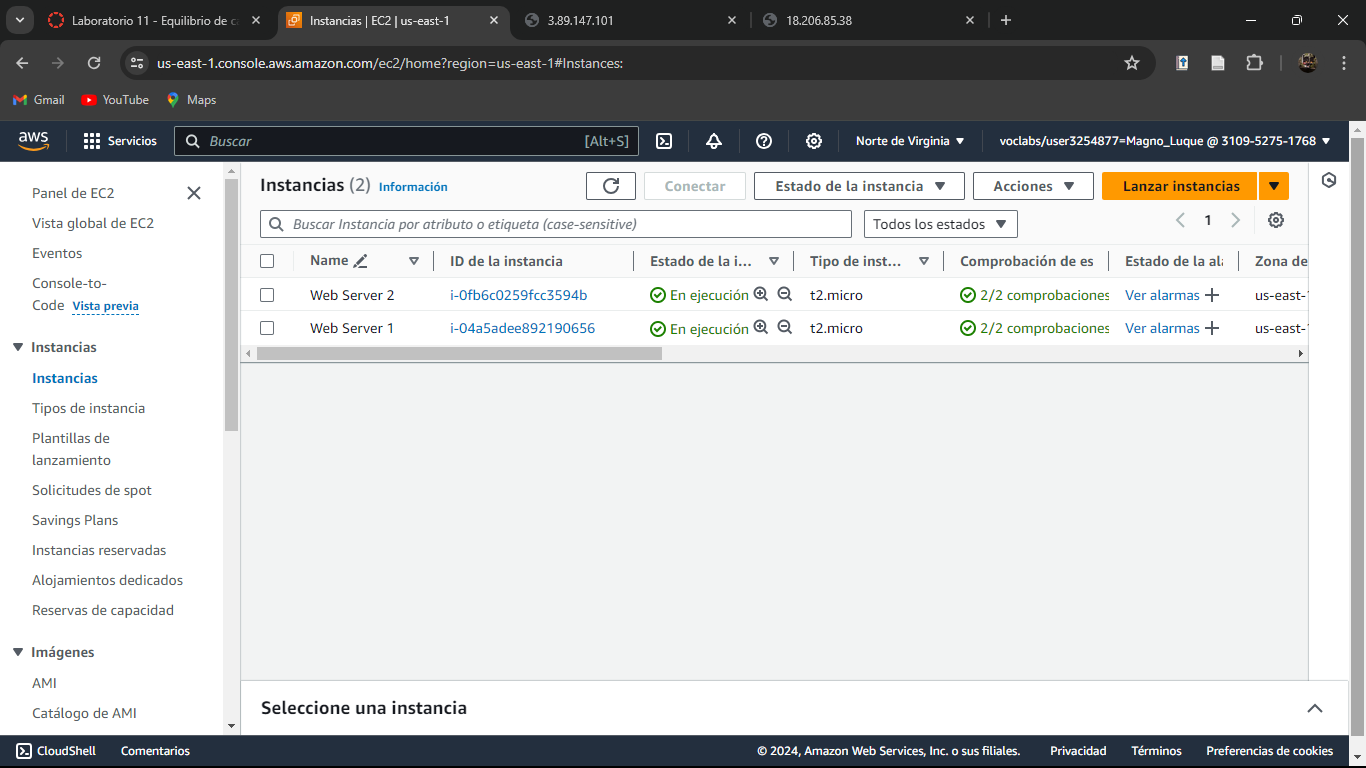 Laboratorio 11 - Equilibrio de c
Instancias | EC2 | us-east-1
3.89.147.101
18.206.85.38
us-east-1.console.aws.amazon.com/ec2/home?region=us-east-1#Instances:
Gmail
YouTube
Maps
aws
Servicios
Buscar
[Alt+S]
Norte de Virginia
voclabs/user3254877=Magno_Luque @ 3109-5275-1768
Panel de EC2
Vista global de EC2
Eventos
Console-to-
Code Vista previa
Instancias
Instancias
Tipos de instancia
Plantillas de
lanzamiento
Solicitudes de spot
Savings Plans
Instancias reservadas
Alojamientos dedicados
Reservas de capacidad
Imágenes
AMI
Catálogo de AMI
Instancias (2) Información
Conectar
Estado de la instancia
Acciones
Lanzar instancias
Buscar Instancia por atributo o etiqueta (case-sensitive)
Todos los estados
1
Name
ID de la instancia
Estado de la i...
Tipo de inst...
Comprobación de es
Estado de la ala
Zona de
Web Server 2 i-0fb6c0259fcc3594b En ejecución t2.micro 2/2 comprobaciones Ver alarmas us-east-1
Web Server 1 i-04a5adee892190656 En ejecución t2.micro 2/2 comprobaciones Ver alarmas us-east-1
Seleccione una instancia
CloudShell
Comentarios
© 2024, Amazon Web Services, Inc. o sus filiales.
Privacidad
Términos
Preferencias de cookies